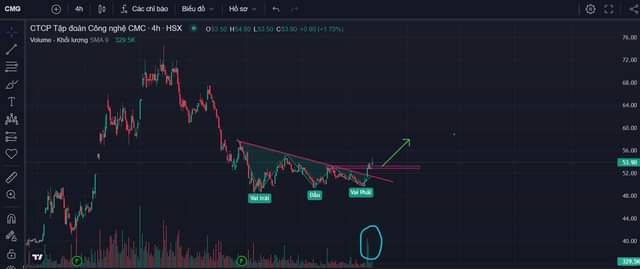 CMG
4h
Các chỉ báo
Biểu đồ
Hồ sơ
CTCP Tập đoàn Công nghệ CMC · 4h · HSX
O53.50 H54.80 L53.50 C53.90 +0.90 (+1.70%)
Volume - Khối lượng SMA 9 329.5K
76.00
72.00
68.00
64.00
60.00
56.00
53.90
52.00
48.00
44.00
40.00
329.5K
Vai trái
Đầu
Vai Phải
F
F